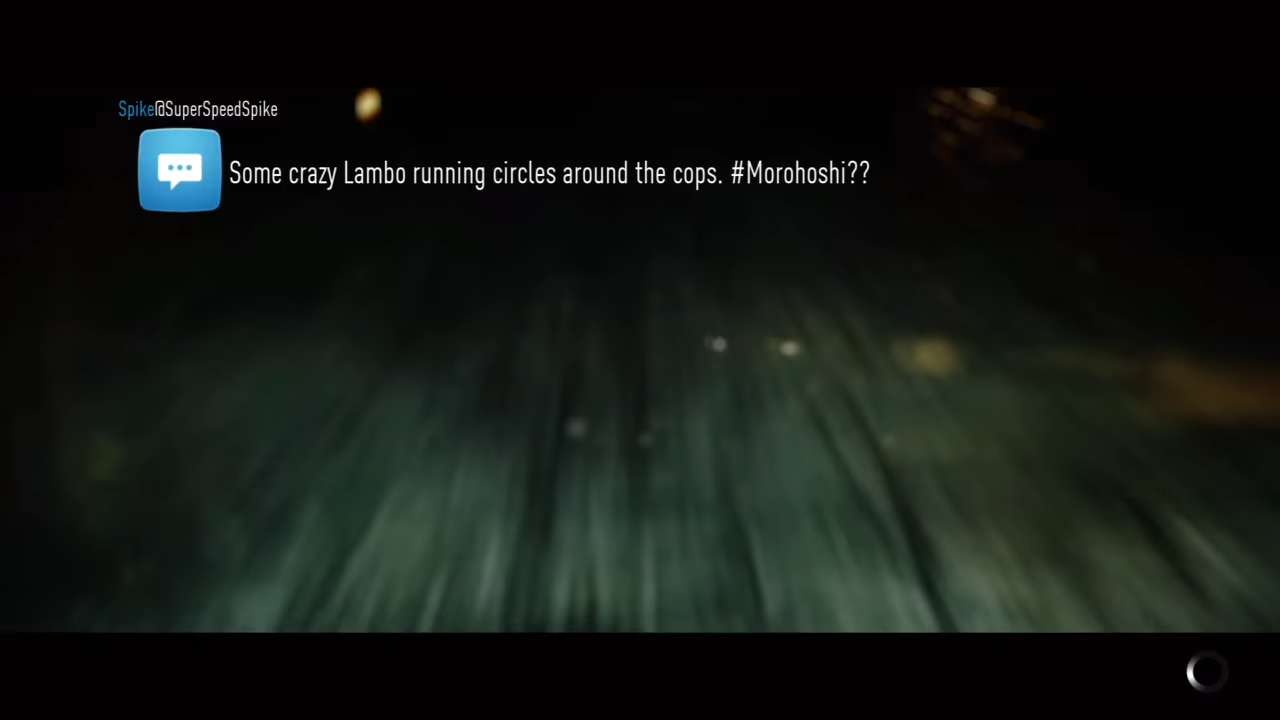 Spike@SuperSpeedSpike
Some crazy Lambo running circles around the cops. #Morohoshi??